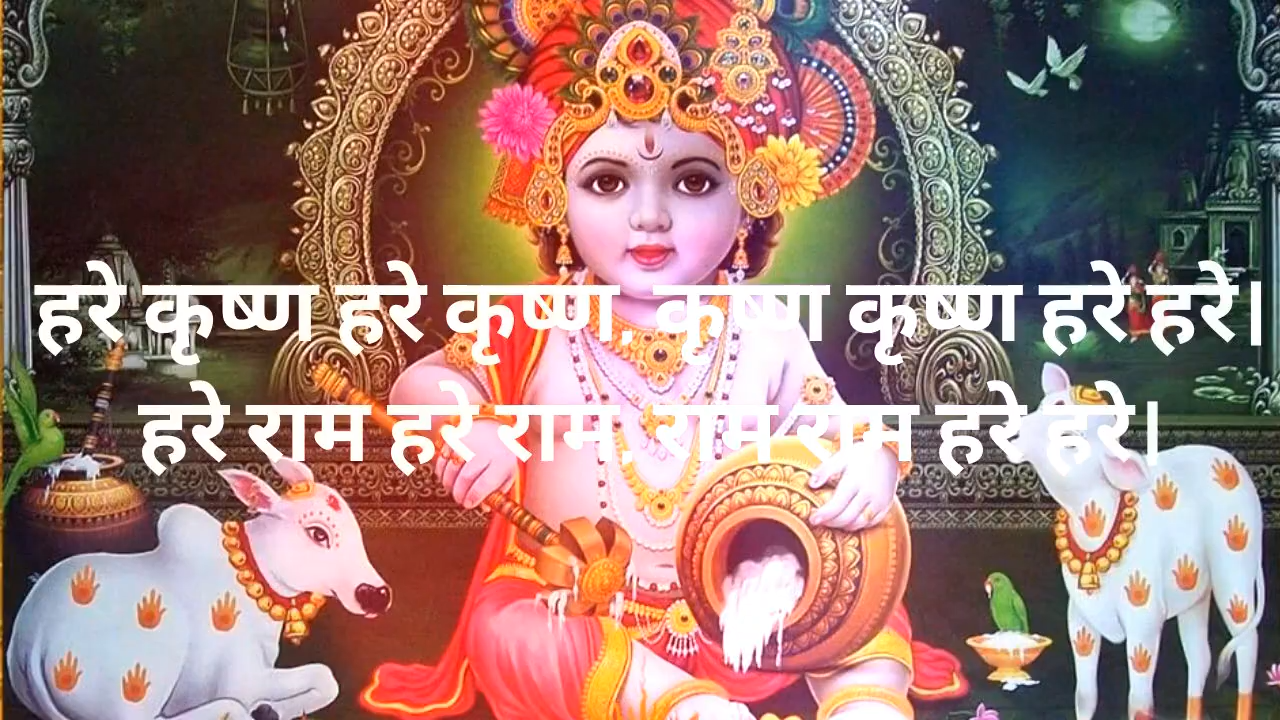 हरे कृष्ण हरे कृष्ण, कृष्ण कृष्ण हरे हरे।
हरे राम हरे राम, राम राम हरे हरे।